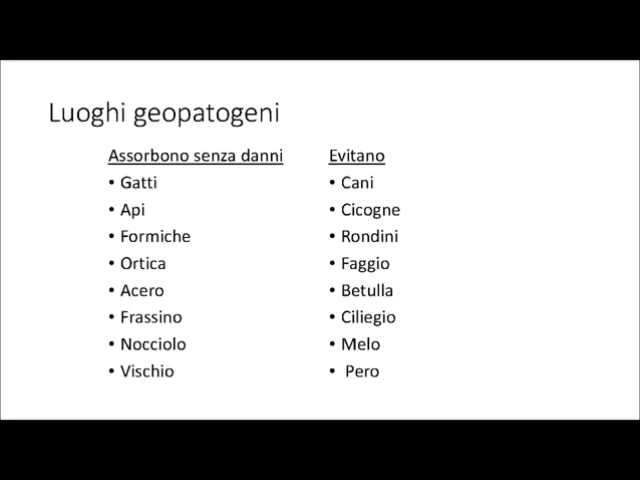 Luoghi geopatogeni
Assorbono senza danni
• Gatti
• Api
• Formiche
• Ortica
• Acero
• Frassino
• Nocciolo
• Vischio
Evitano
• Cani
• Cicogne
• Rondini
• Faggio
• Betulla
• Ciliegio
• Melo
• Pero